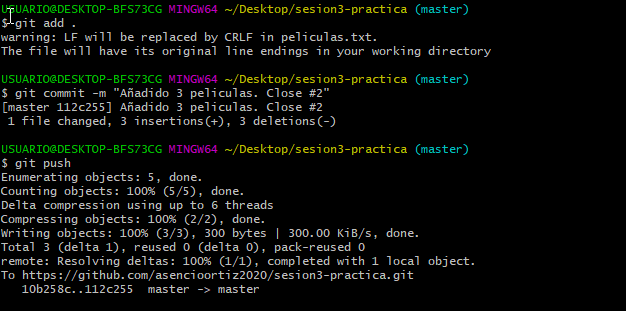 USUARIO@DESKTOP-BFS73CG MINGW64 ~/Desktop/sesion3-practica (master)
$ git add .
warning: LF will be replaced by CRLF in peliculas.txt.
The file will have its original line endings in your working directory
USUARIO@DESKTOP-BFS73CG MINGW64 ~/Desktop/sesion3-practica (master)
$ git commit -m "Añadido 3 peliculas. Close #2"
[master 112c255] Añadido 3 peliculas. Close #2
 1 file changed, 3 insertions(+), 3 deletions(-)
USUARIO@DESKTOP-BFS73CG MINGW64 ~/Desktop/sesion3-practica (master)
$ git push
Enumerating objects: 5, done.
Counting objects: 100% (5/5), done.
Delta compression using up to 6 threads
Compressing objects: 100% (2/2), done.
Writing objects: 100% (3/3), 300 bytes | 300.00 KiB/s, done.
Total 3 (delta 1), reused 0 (delta 0), pack-reused 0
remote: Resolving deltas: 100% (1/1), completed with 1 local object.
To https://github.com/asencioortiz2020/sesion3-practica.git
   10b258c..112c255  master -> master